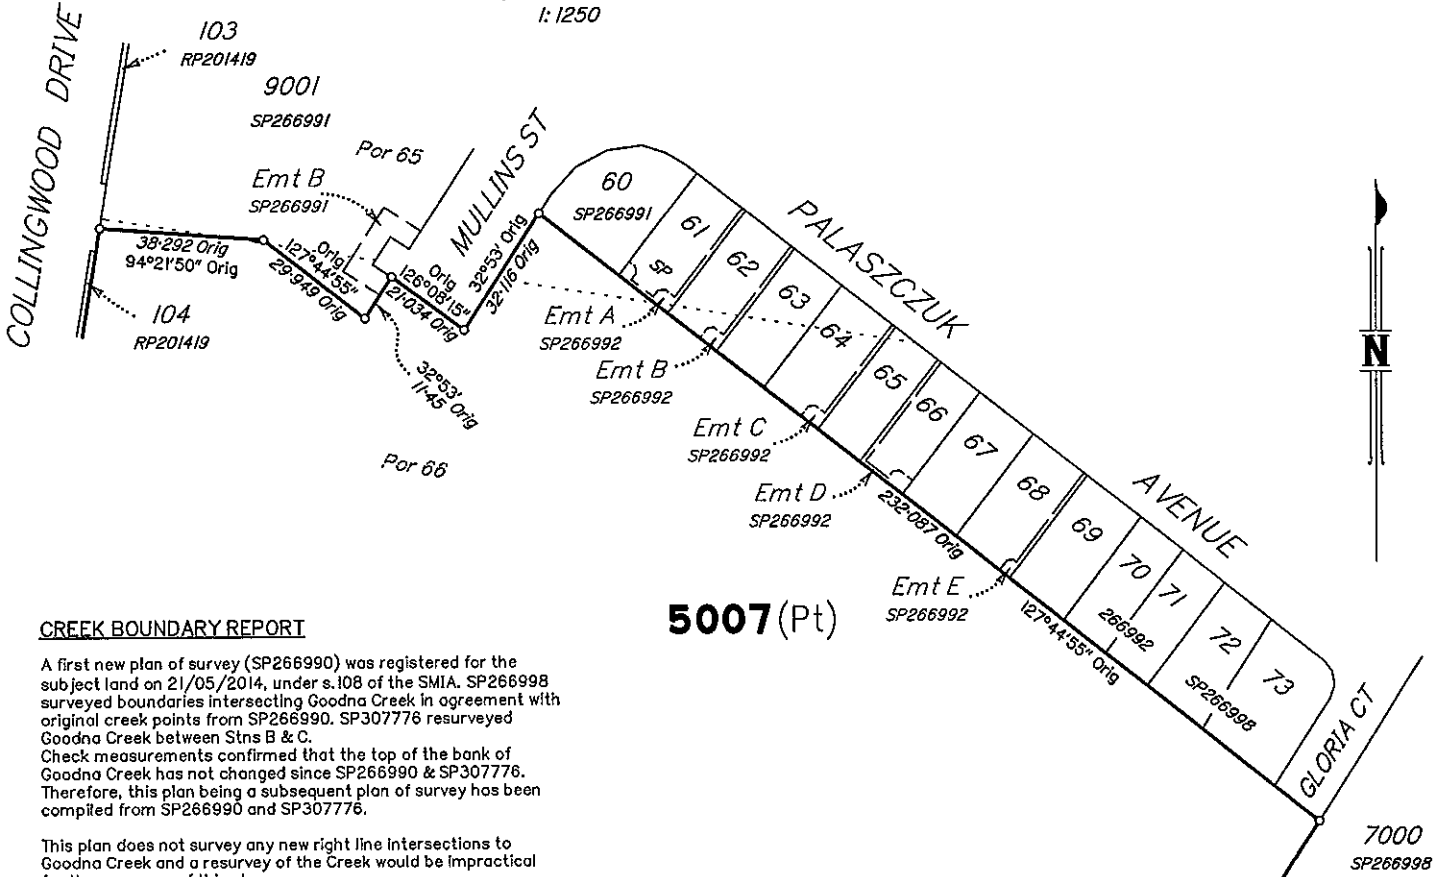 1:1250
COLLINGWOOD DRIVE
103
RP201419
9001
SP266991
Por 65
Emt B
SP266991
MULLINS ST
38·292 Orig
94°21'50" Orig
Orig
127°44'55"
29·949 Orig
Orig
126°08'15"
21·034 Orig
32°53' Orig
32·116 Orig
32°53'
11·45 Orig
104
RP201419
Por 66
60
SP266991
61
SP
62
63
64
65
66
67
68
69
70
71
72
73
266992
SP266998
PALASZCZUK
AVENUE
Emt A
SP266992
Emt B
SP266992
Emt C
SP266992
Emt D
SP266992
Emt E
SP266992
232·087 Orig
127°44'55" Orig
N
5007(Pt)
GLORIA CT
7000
SP266998
CREEK BOUNDARY REPORT
A first new plan of survey (SP266990) was registered for the
subject land on 21/05/2014, under s.108 of the SMIA. SP266998
surveyed boundaries intersecting Goodna Creek in agreement with
original creek points from SP266990. SP307776 resurveyed
Goodna Creek between Stns B & C.
Check measurements confirmed that the top of the bank of
Goodna Creek has not changed since SP266990 & SP307776.
Therefore, this plan being a subsequent plan of survey has been
compiled from SP266990 and SP307776.
This plan does not survey any new right line intersections to
Goodna Creek and a resurvey of the Creek would be impractical